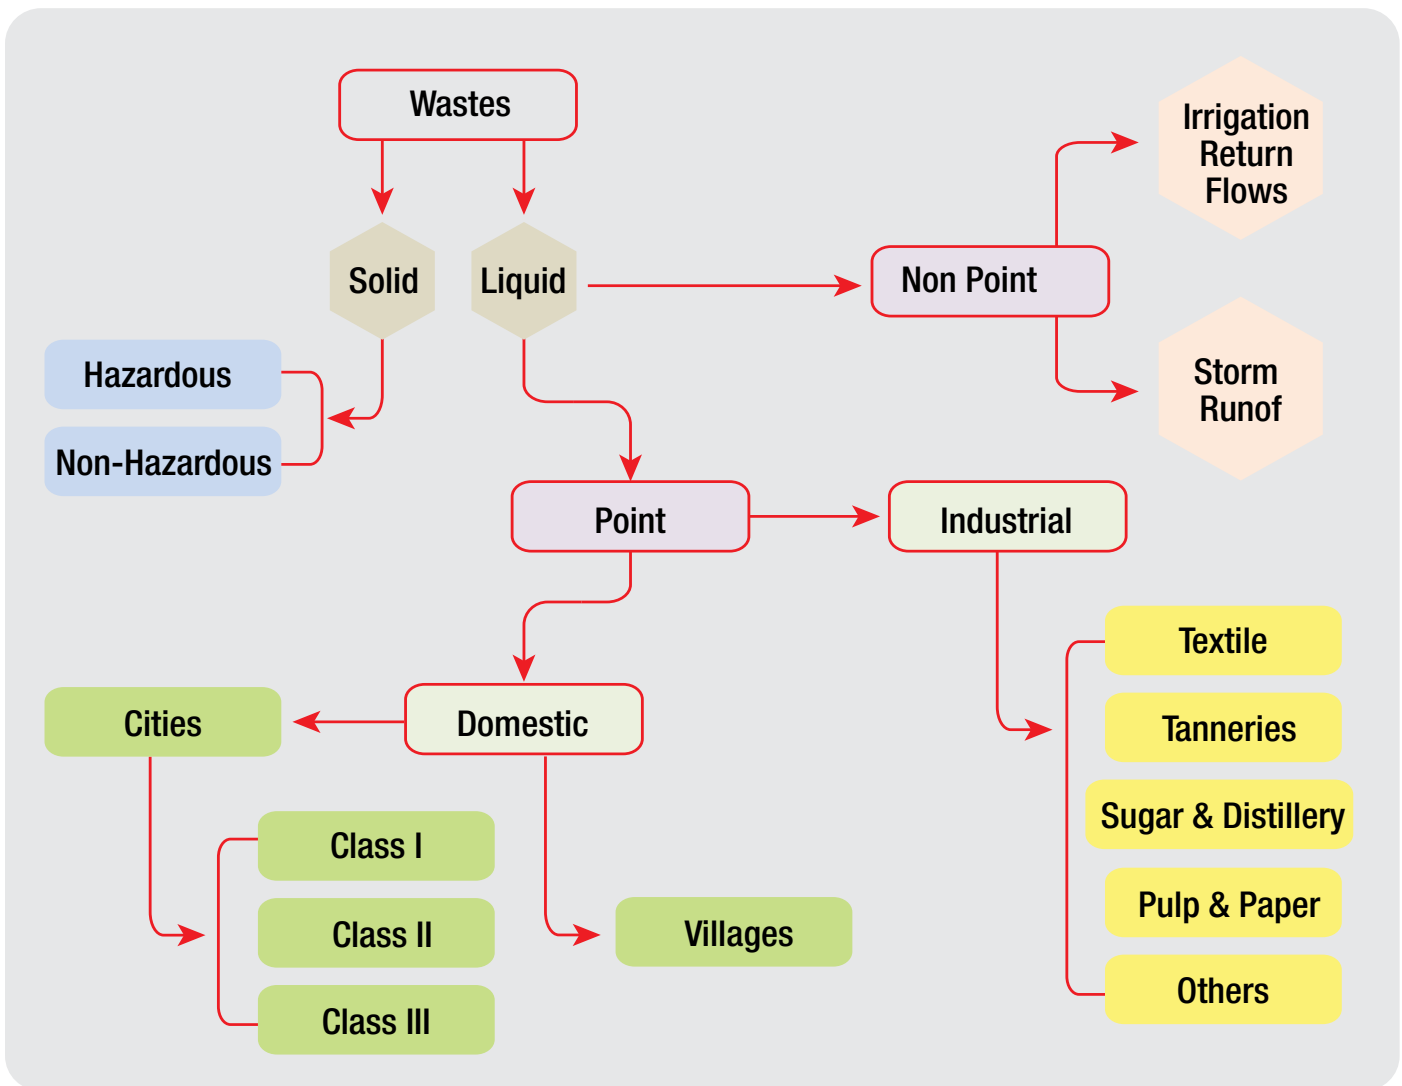 Wastes
Irrigation
Return
Flows
Solid
Liquid
Non Point
Hazardous
Non-Hazardous
Storm
Runof
Point
Industrial
Textile
Tanneries
Sugar & Distillery
Pulp & Paper
Others
Domestic
Cities
Class I
Class II
Class III
Villages